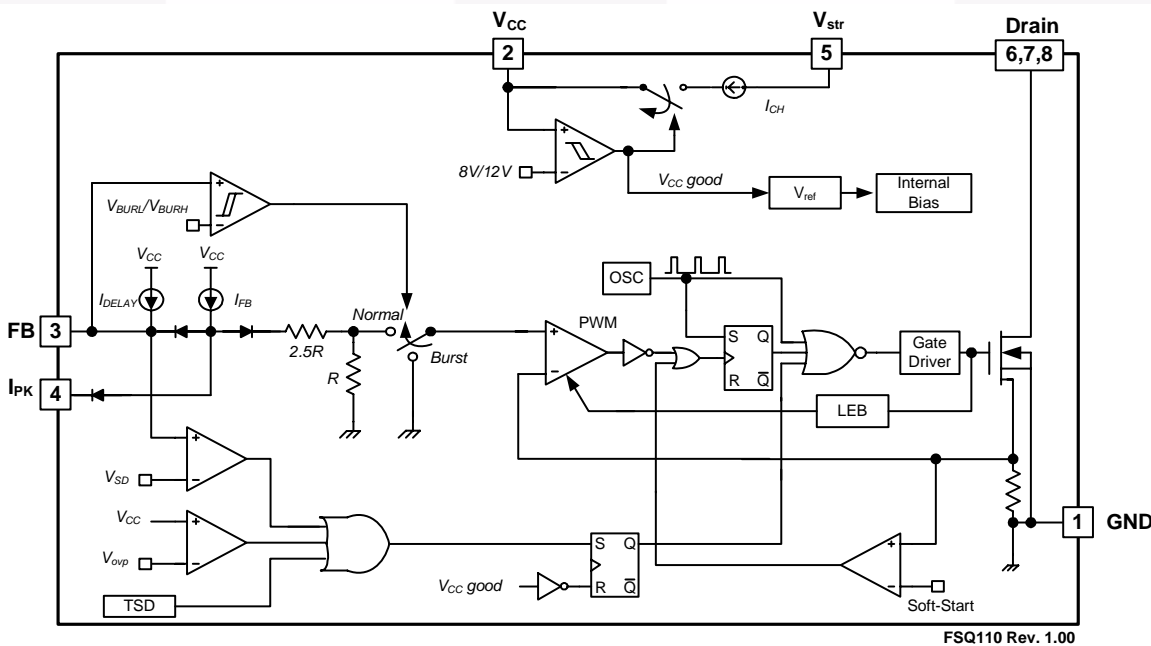 VCC
Vstr
Drain
2
5
6,7,8
ICH
8V/12V
+
−
VCC good
Vref
Internal
Bias
VBURL/VBURH
+
−
VCC
VCC
IDELAY
IFB
OSC
FB 3
Normal
Burst
2.5R
R
PWM
+
−
S Q
R Q̅
Gate
Driver
LEB
IPK 4
+
VSD
−
VCC
+
Vovp
−
TSD
S Q
R Q̅
VCC good
+
−
Soft-Start
1 GND
FSQ110 Rev. 1.00